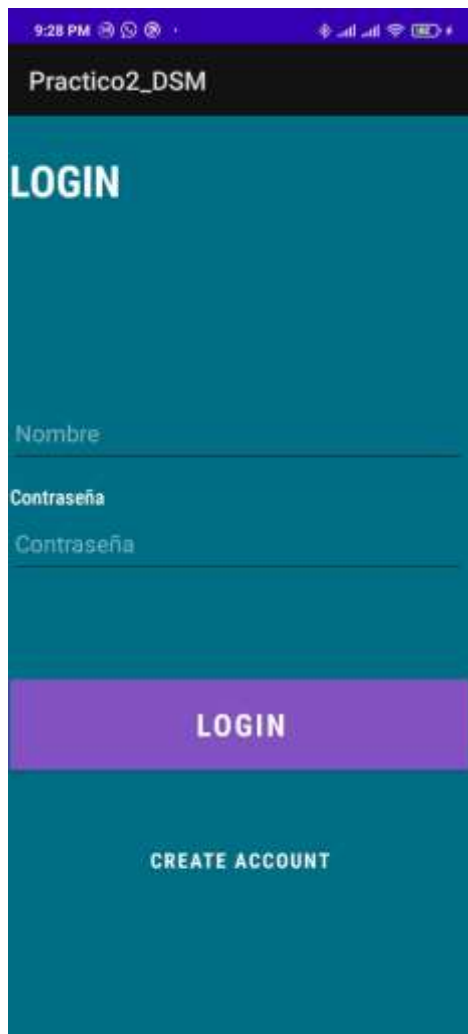 9:28 PM
Practico2_DSM
LOGIN
Nombre
Contraseña
Contraseña
LOGIN
CREATE ACCOUNT